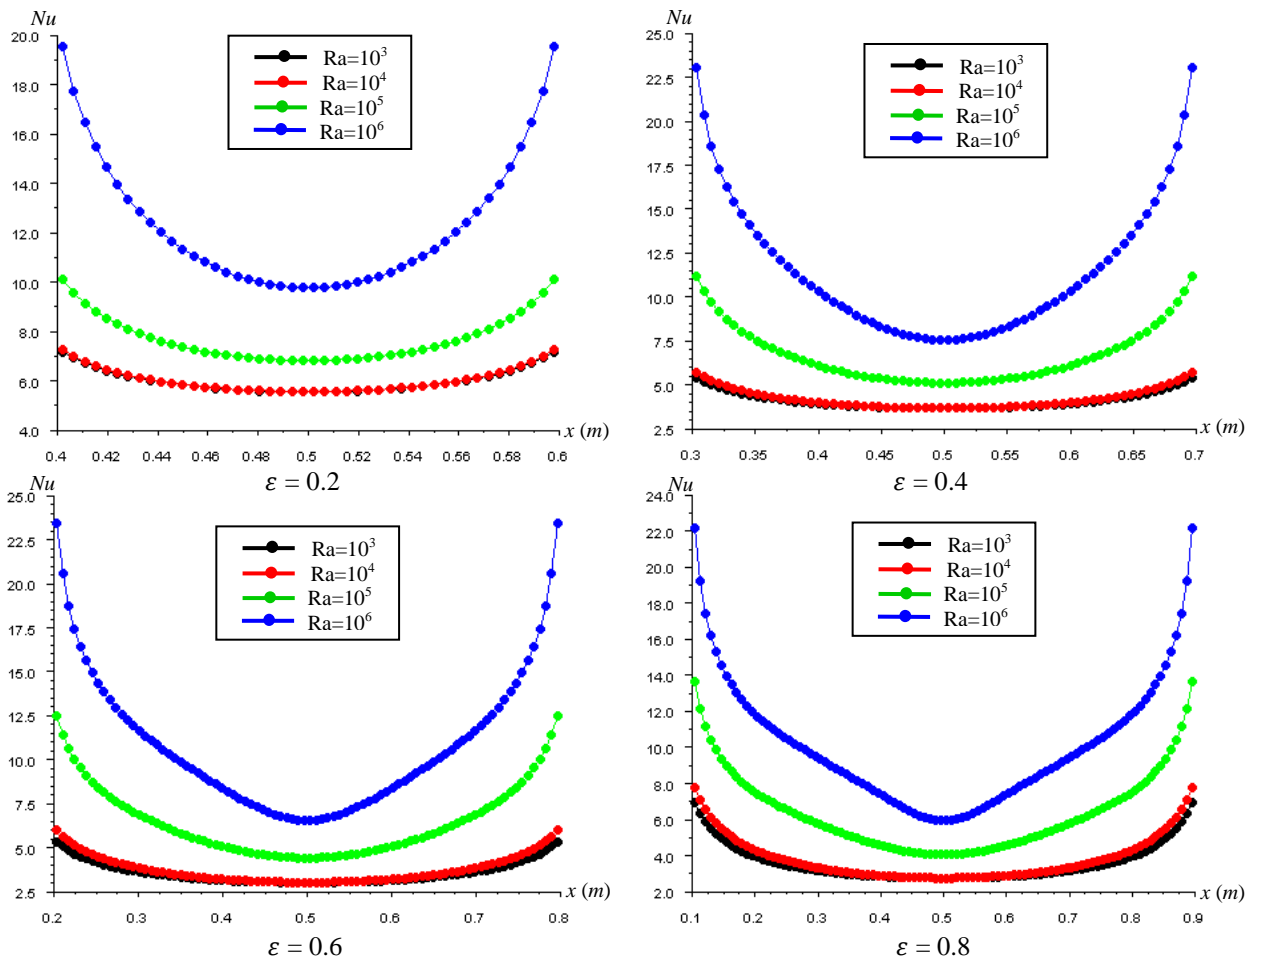 Nu
20.0
18.0
16.0
14.0
12.0
10.0
8.0
6.0
4.0
Ra=10³
Ra=10⁴
Ra=10⁵
Ra=10⁶
0.4 0.42 0.44 0.46 0.48 0.5 0.52 0.54 0.56 0.58 0.6
x (m)
ε = 0.2
Nu
25.0
22.5
20.0
17.5
15.0
12.5
10.0
7.5
5.0
2.5
Ra=10³
Ra=10⁴
Ra=10⁵
Ra=10⁶
0.3 0.35 0.4 0.45 0.5 0.55 0.6 0.65 0.7
x (m)
ε = 0.4
Nu
25.0
22.5
20.0
17.5
15.0
12.5
10.0
7.5
5.0
2.5
Ra=10³
Ra=10⁴
Ra=10⁵
Ra=10⁶
0.2 0.3 0.4 0.5 0.6 0.7 0.8
x (m)
ε = 0.6
Nu
24.0
22.0
20.0
18.0
16.0
14.0
12.0
10.0
8.0
6.0
4.0
2.0
Ra=10³
Ra=10⁴
Ra=10⁵
Ra=10⁶
0.1 0.2 0.3 0.4 0.5 0.6 0.7 0.8 0.9
x (m)
ε = 0.8